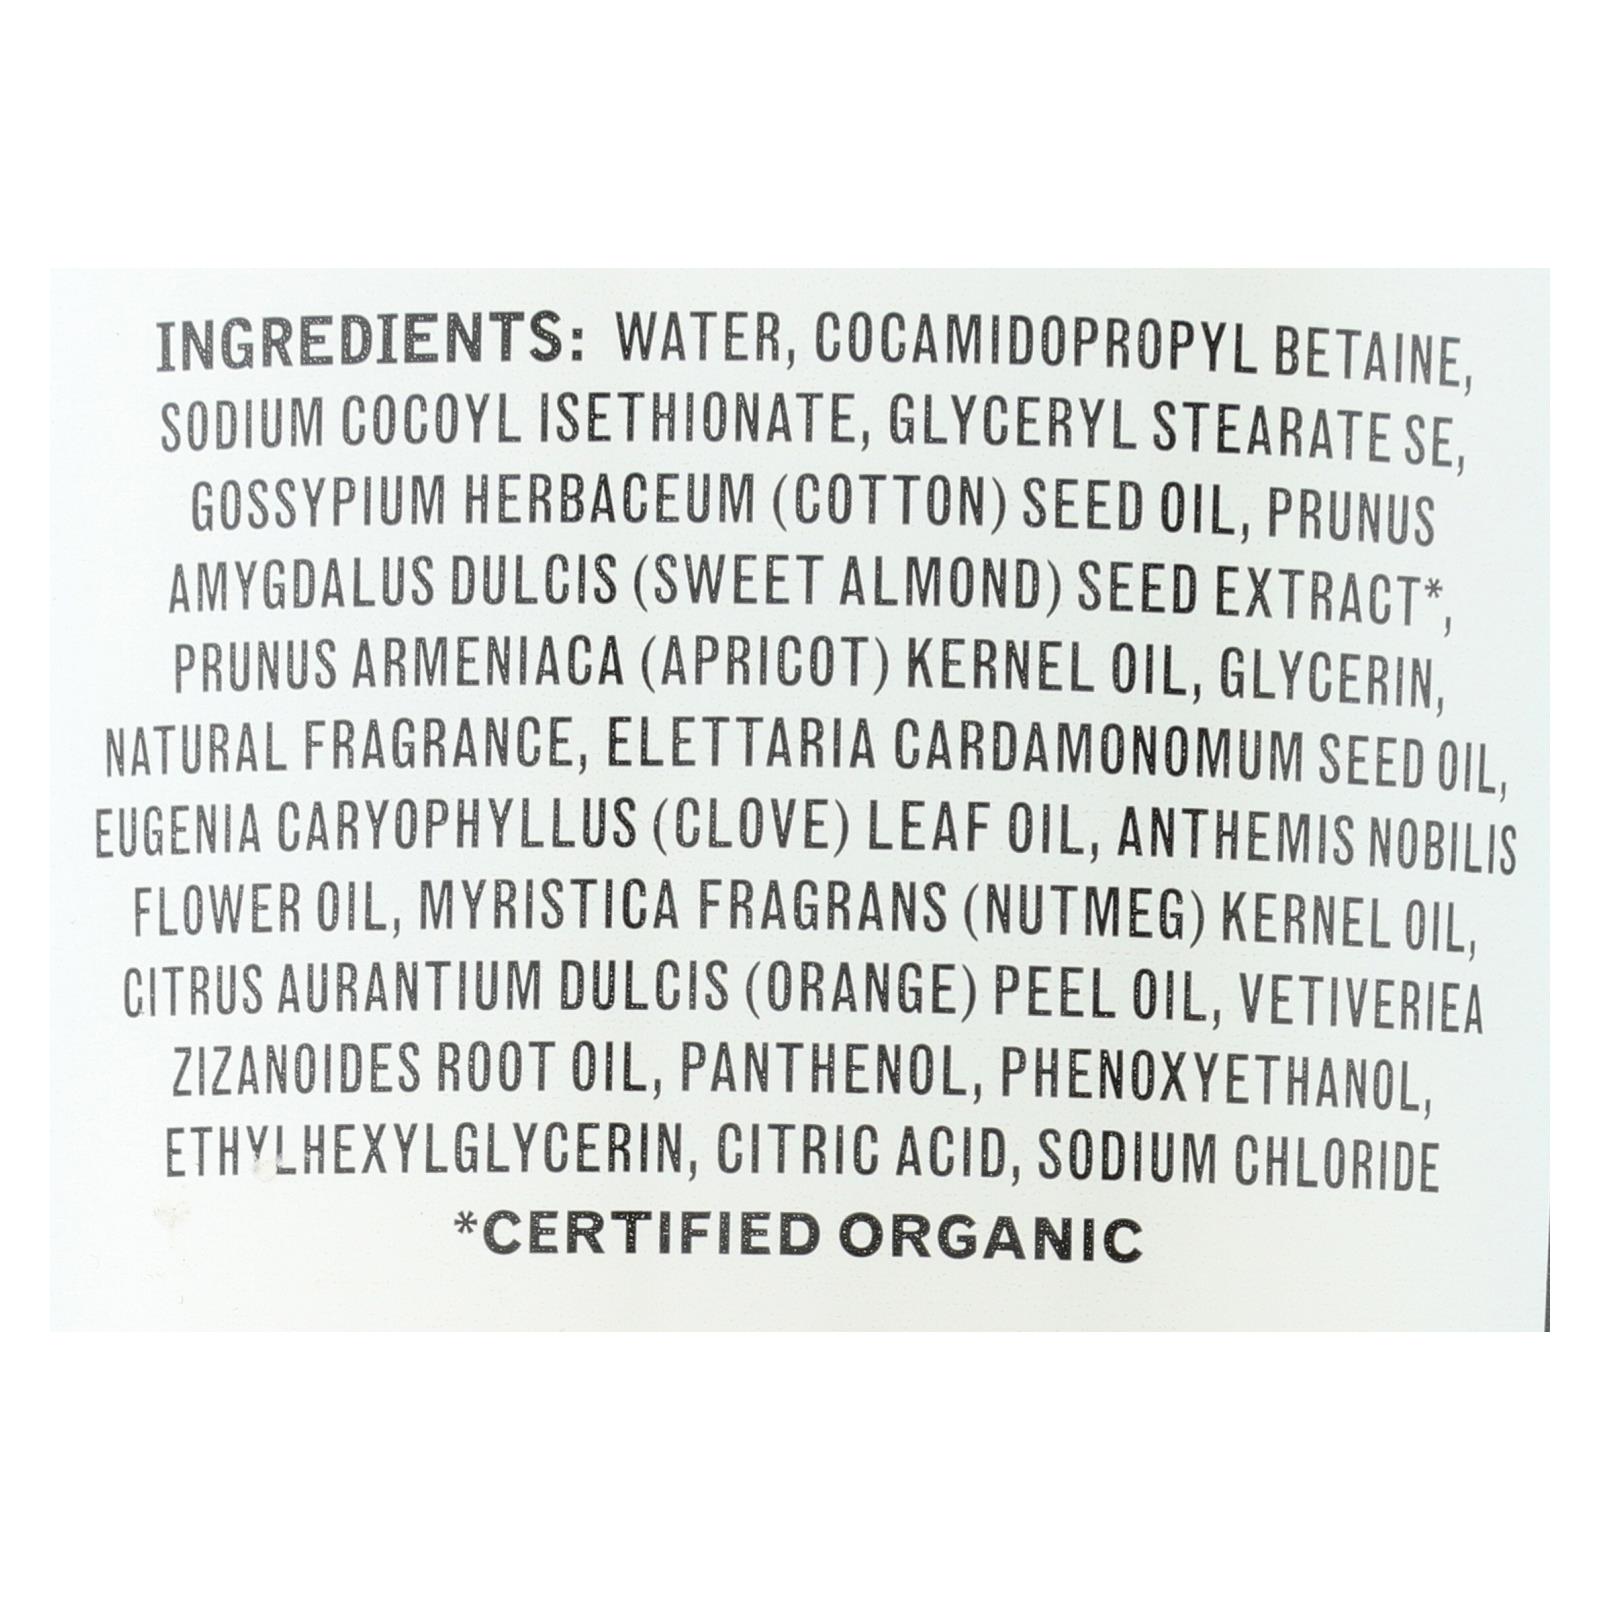 INGREDIENTS: WATER, COCAMIDOPROPYL BETAINE,
SODIUM COCOYL ISETHIONATE, GLYCERYL STEARATE SE,
GOSSYPIUM HERBACEUM (COTTON) SEED OIL, PRUNUS
AMYGDALUS DULCIS (SWEET ALMOND) SEED EXTRACT*,
PRUNUS ARMENIACA (APRICOT) KERNEL OIL, GLYCERIN,
NATURAL FRAGRANCE, ELETTARIA CARDAMONOMUM SEED OIL,
EUGENIA CARYOPHYLLUS (CLOVE) LEAF OIL, ANTHEMIS NOBILIS
FLOWER OIL, MYRISTICA FRAGRANS (NUTMEG) KERNEL OIL,
CITRUS AURANTIUM DULCIS (ORANGE) PEEL OIL, VETIVERIEA
ZIZANOIDES ROOT OIL, PANTHENOL, PHENOXYETHANOL,
ETHYLHEXYLGLYCERIN, CITRIC ACID, SODIUM CHLORIDE
*CERTIFIED ORGANIC